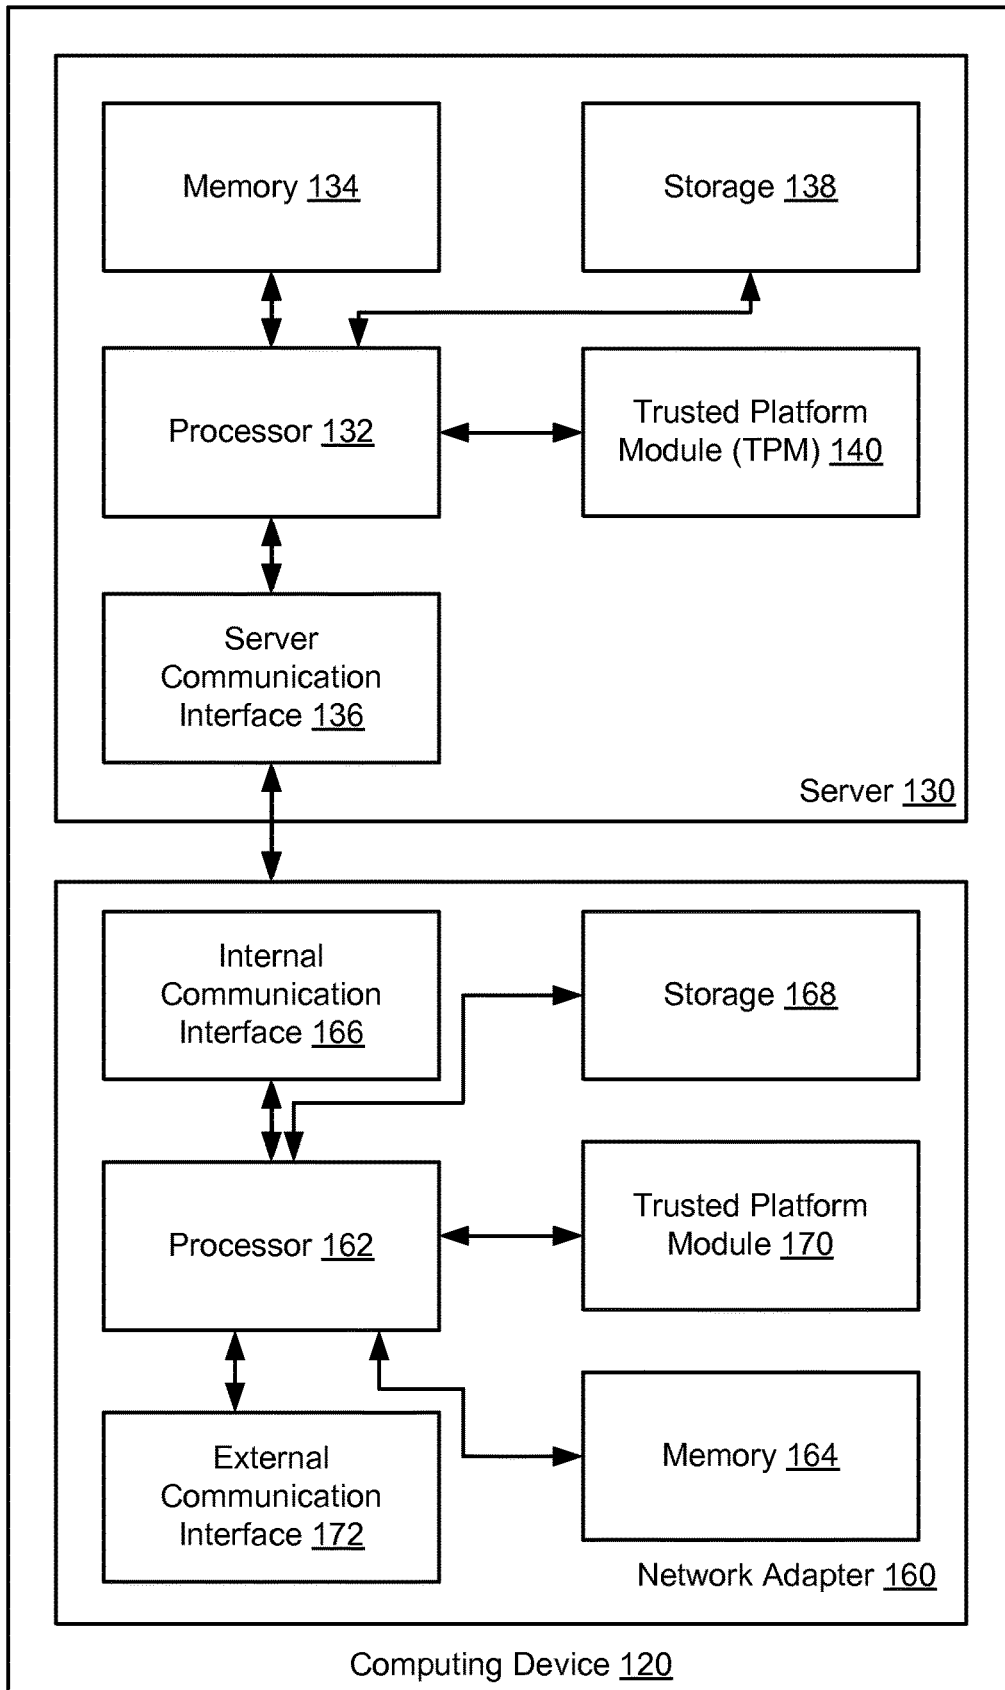 Memory 134
Storage 138
Processor 132
Trusted Platform
Module (TPM) 140
Server
Communication
Interface 136
Server 130
Internal
Communication
Interface 166
Storage 168
Processor 162
Trusted Platform
Module 170
External
Communication
Interface 172
Memory 164
Network Adapter 160
Computing Device 120